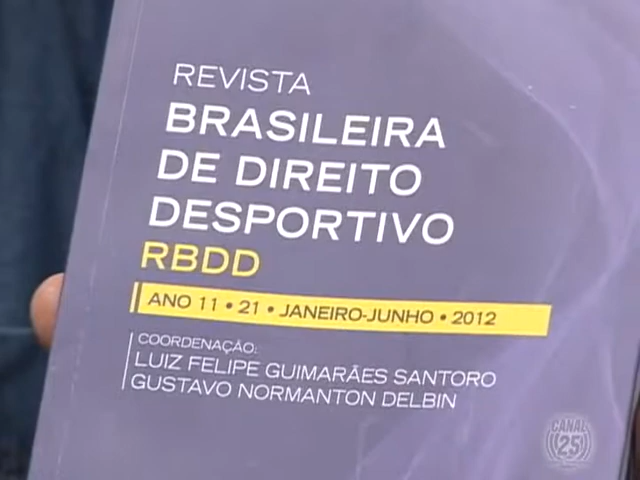 REVISTA
BRASILEIRA
DE DIREITO
DESPORTIVO
RBDD
ANO 11 • 21 • JANEIRO-JUNHO • 2012
COORDENAÇÃO:
LUIZ FELIPE GUIMARÃES SANTORO
GUSTAVO NORMANTON DELBIN
CANAL
25